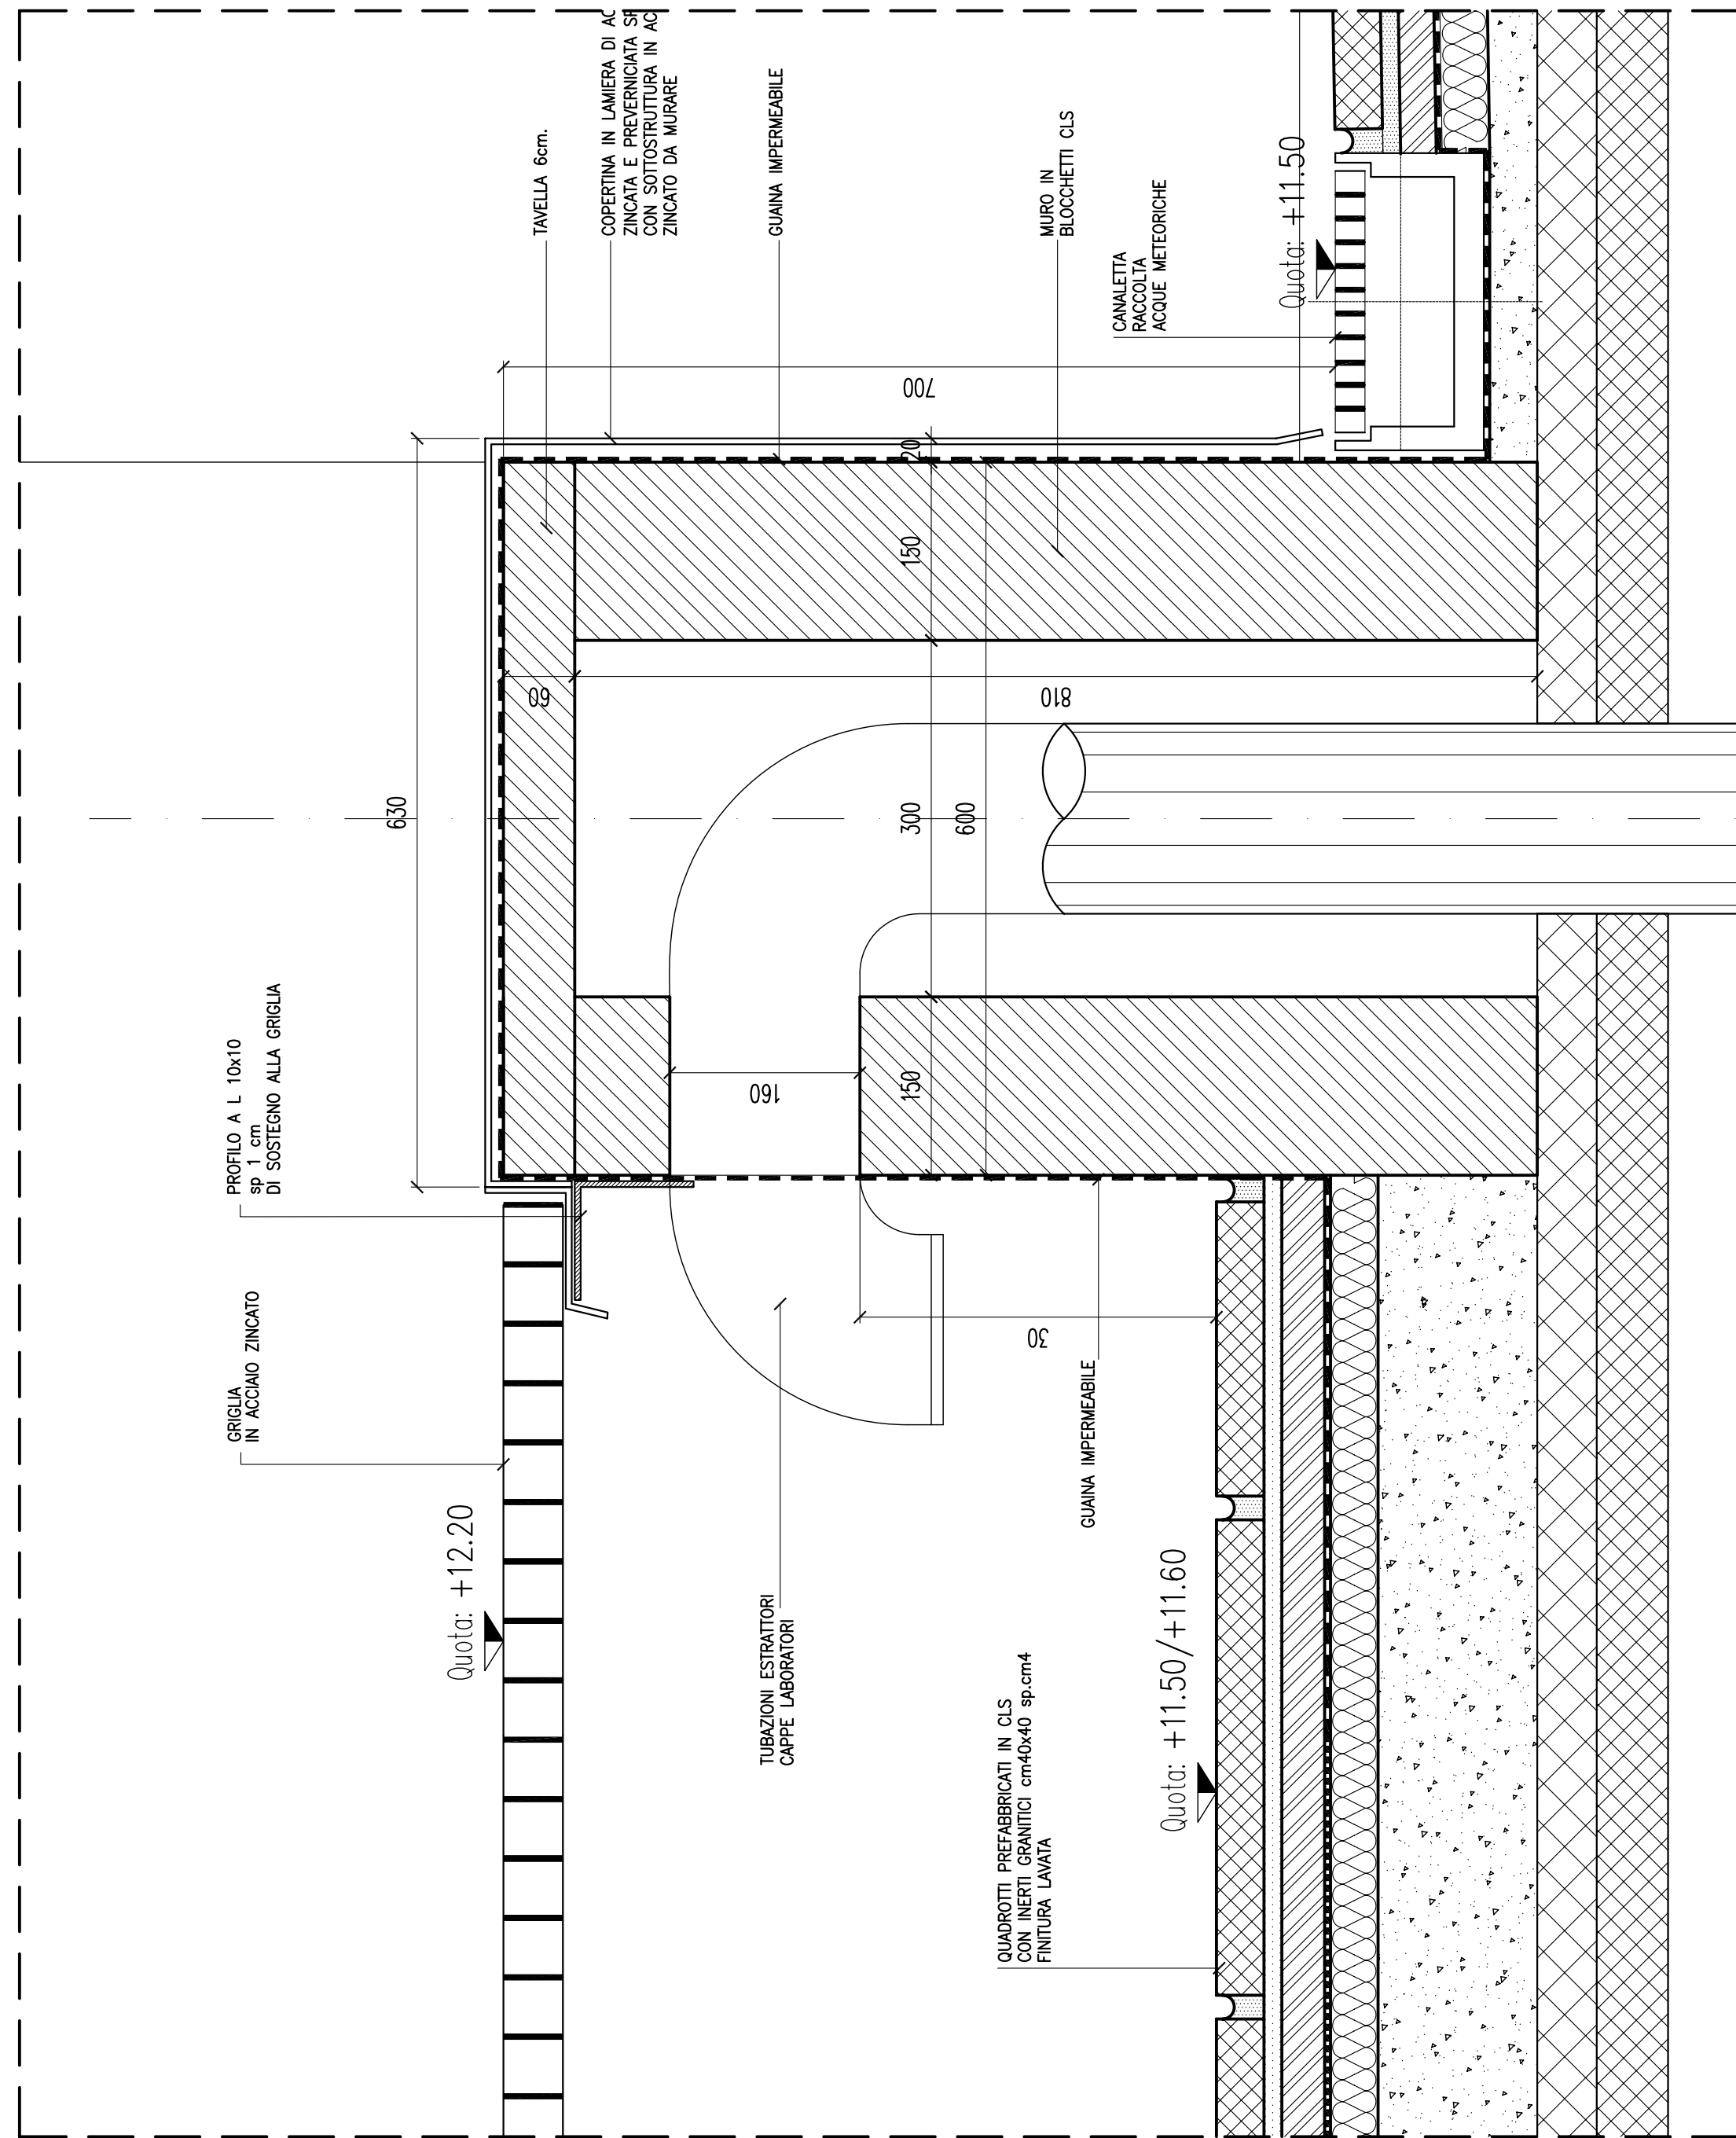 GRIGLIA
IN ACCIAIO ZINCATO
PROFILO A L 10x10
sp 1 cm
DI SOSTEGNO ALLA GRIGLIA
630
Quota: +12.20
TAVELLA 6cm.
COPERTINA IN LAMIERA DI
ZINCATA E PREVERNICIATA
CON SOTTOSTRUTTURA IN
ZINCATO DA MURARE
GUAINA IMPERMEABILE
MURO IN
BLOCCHETTI CLS
CANALETTA
RACCOLTA
ACQUE METEORICHE
Quota: +11.50
700
20
150
60
810
300
600
160
150
30
TUBAZIONI ESTRATTORI
CAPPE LABORATORI
GUAINA IMPERMEABILE
QUADROTTI PREFABBRICATI IN CLS
CON INERTI GRANITICI cm40x40 sp.cm4
FINITURA LAVATA
Quota: +11.50/+11.60